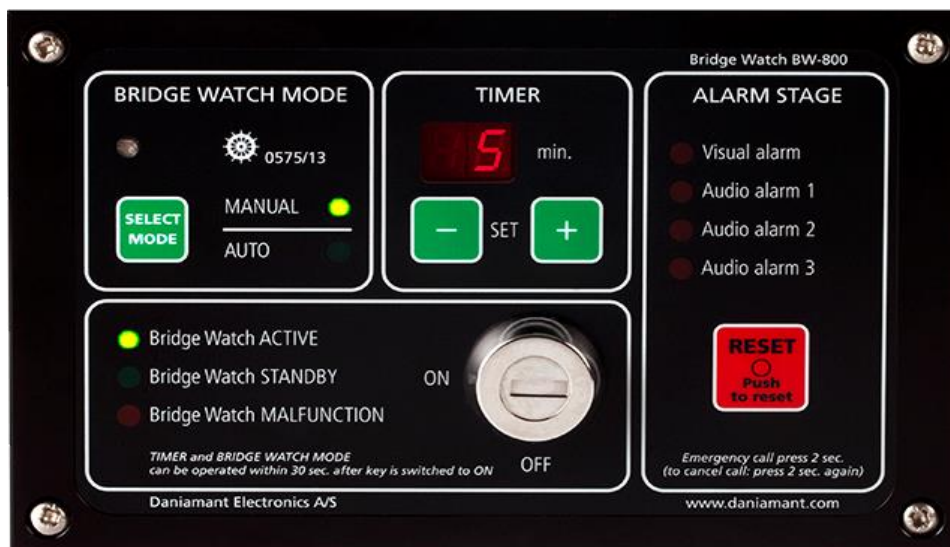 Bridge Watch BW-800
BRIDGE WATCH MODE
0575/13
SELECT
MODE
MANUAL
AUTO
TIMER
5 min.
− SET +
ALARM STAGE
Visual alarm
Audio alarm 1
Audio alarm 2
Audio alarm 3
RESET
Push
to reset
Emergency call press 2 sec.
(to cancel call: press 2 sec. again)
Bridge Watch ACTIVE
Bridge Watch STANDBY
Bridge Watch MALFUNCTION
ON
OFF
TIMER and BRIDGE WATCH MODE
can be operated within 30 sec. after key is switched to ON
Daniamant Electronics A/S
www.daniamant.com